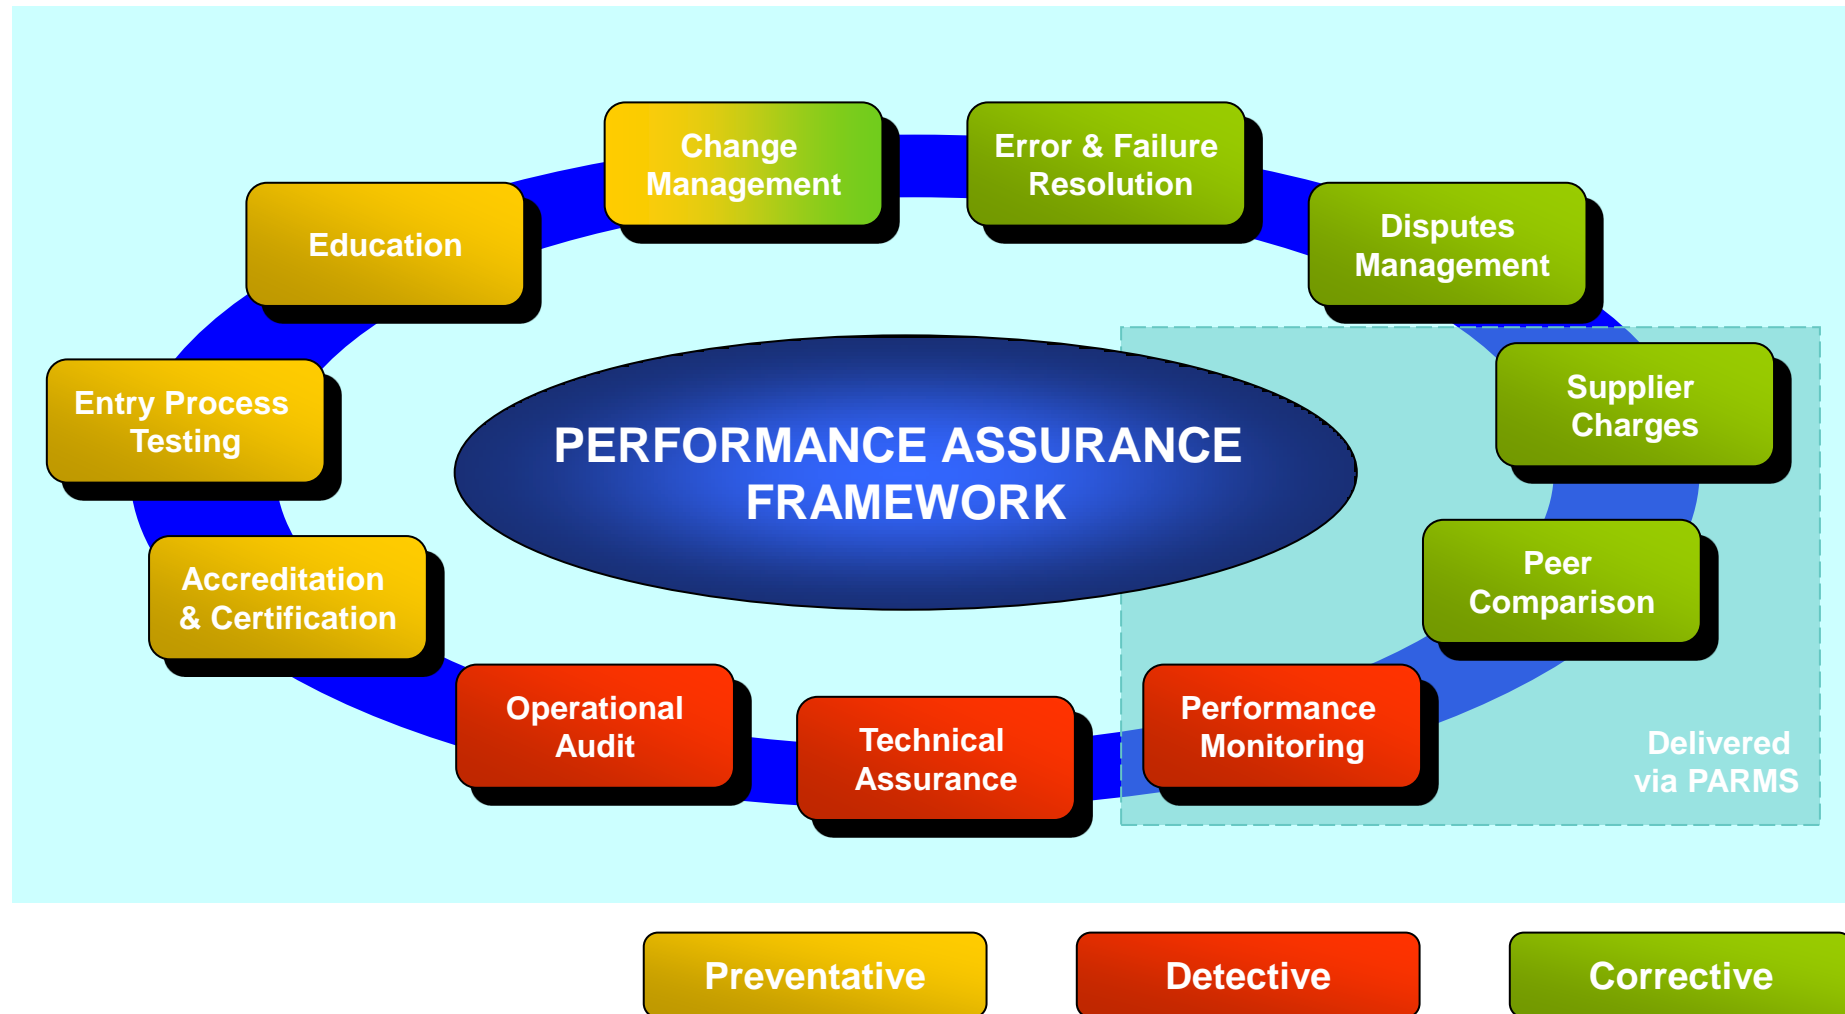 Change
Management
Error & Failure
Resolution
Education
Disputes
Management
Entry Process
Testing
PERFORMANCE ASSURANCE
FRAMEWORK
Supplier
Charges
Accreditation
& Certification
Peer
Comparison
Operational
Audit
Technical
Assurance
Performance
Monitoring
Delivered
via PARMS
Preventative
Detective
Corrective